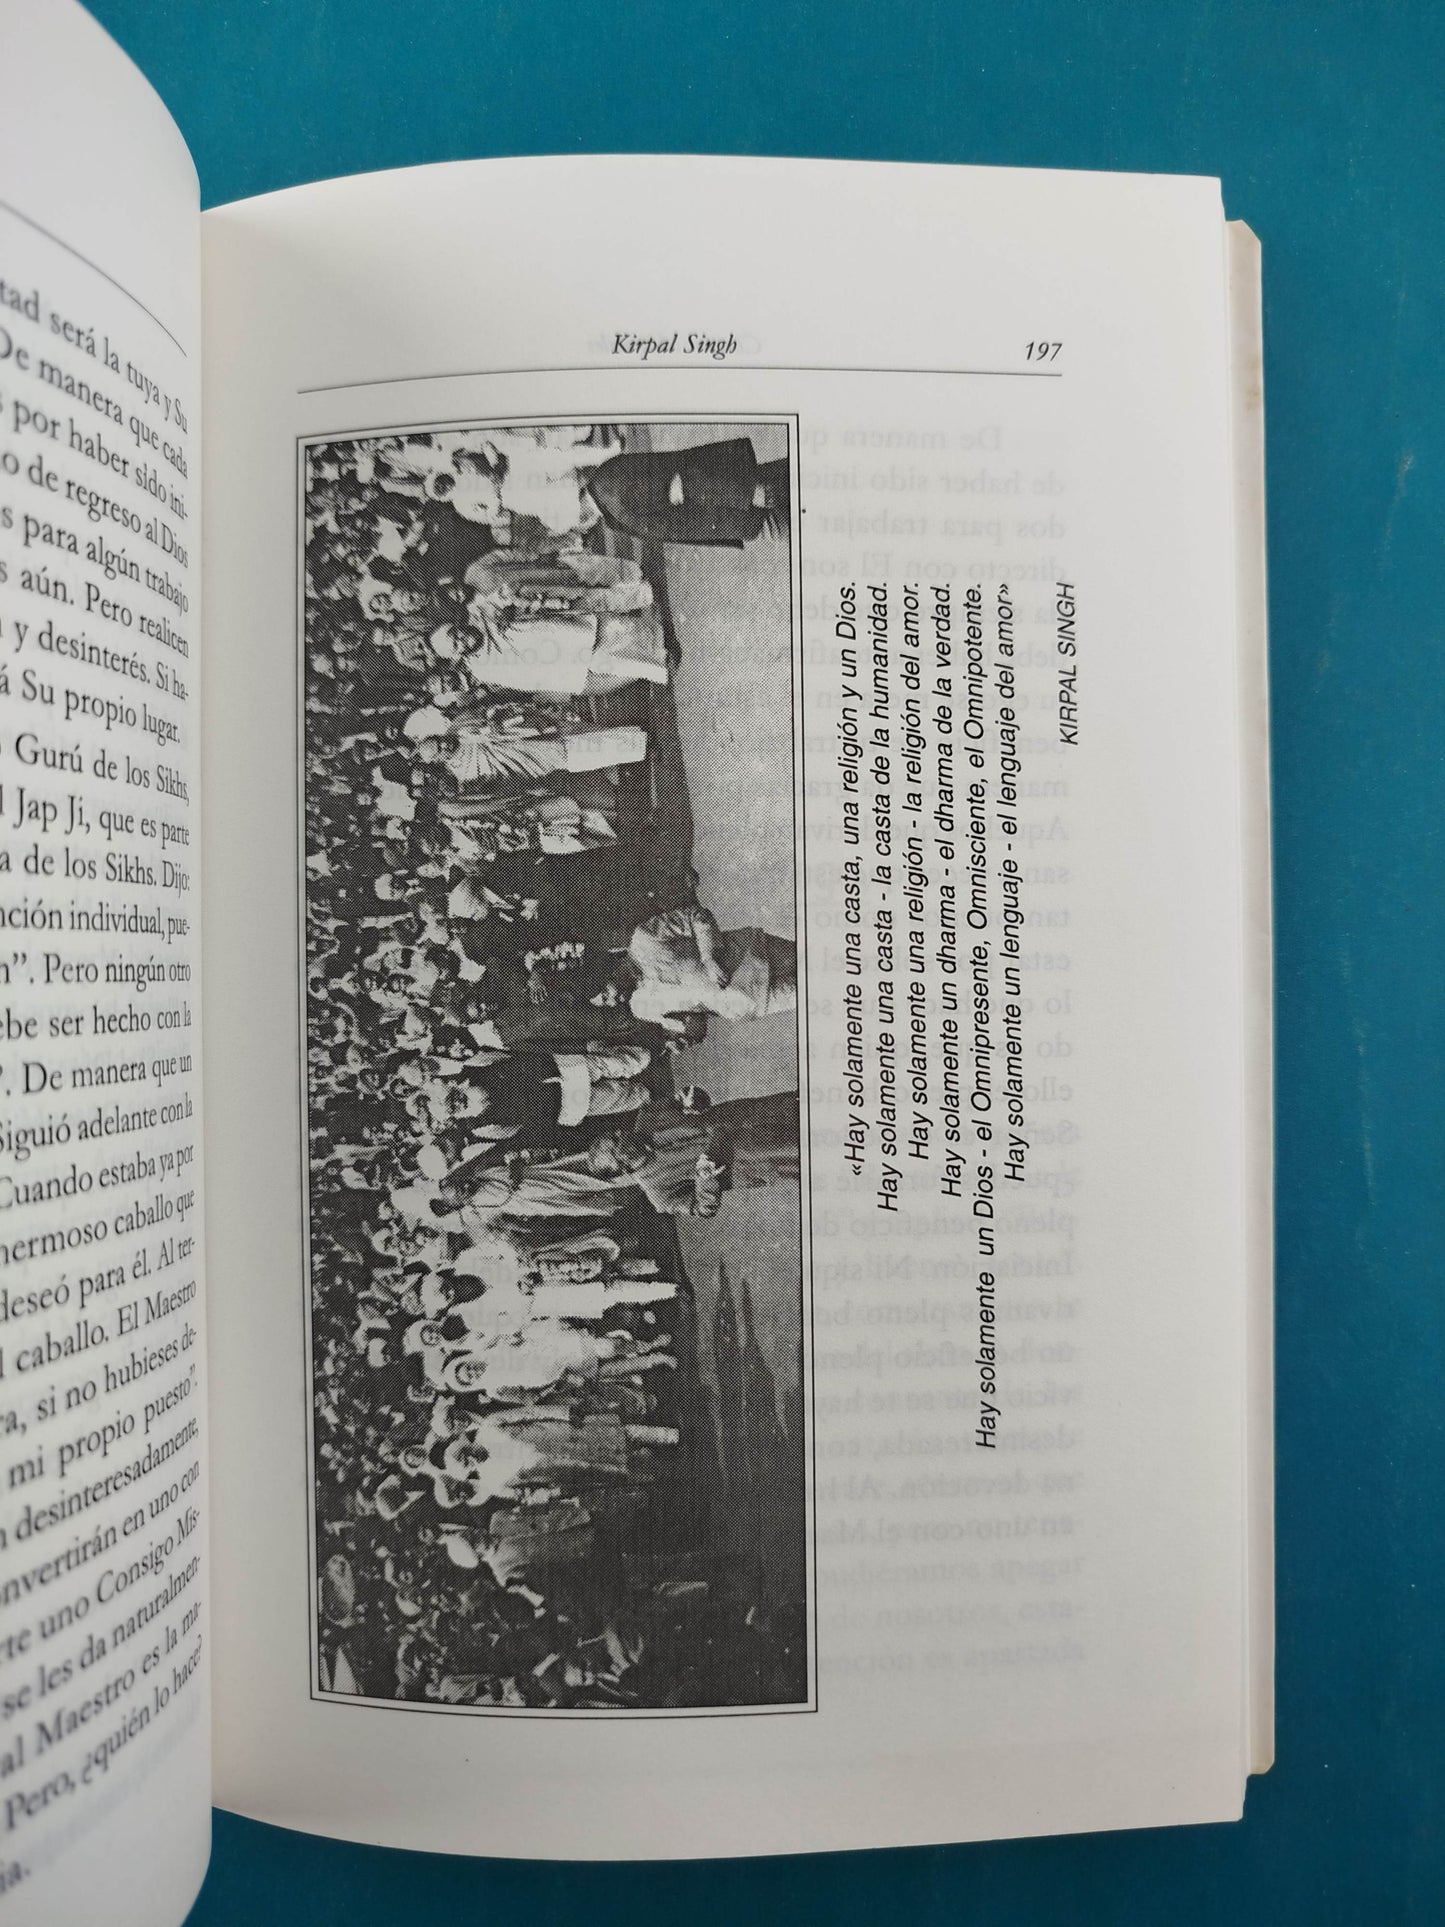 tad será la tuya y Su
De manera que cada
por haber sido ini-
o de regreso al Dios
s para algún trabajo
s aún. Pero realicen
y desinterés. Si ha-
á Su propio lugar.
Gurú de los Sikhs,
l Jap Ji, que es parte
a de los Sikhs. Dijo:
nción individual, pue-
n”. Pero ningún otro
ebe ser hecho con la
”. De manera que un
Siguió adelante con la
Cuando estaba ya por
hermoso caballo que
deseó para él. Al ter-
l caballo. El Maestro
ra, si no hubieses de-
mi propio puesto”.
n desinteresadamente,
onvertirán en uno con
rte uno Consigo Mis-
se les da naturalmen-
al Maestro es la ma-
Pero, ¿quién lo hace?
ia.
Kirpal Singh 197
«Hay solamente una casta, una religión y un Dios.
Hay solamente una casta - la casta de la humanidad.
Hay solamente una religión - la religión del amor.
Hay solamente un dharma - el dharma de la verdad.
Hay solamente un Dios - el Omnipresente, Omnisciente, el Omnipotente.
Hay solamente un lenguaje - el lenguaje del amor»
KIRPAL SINGH